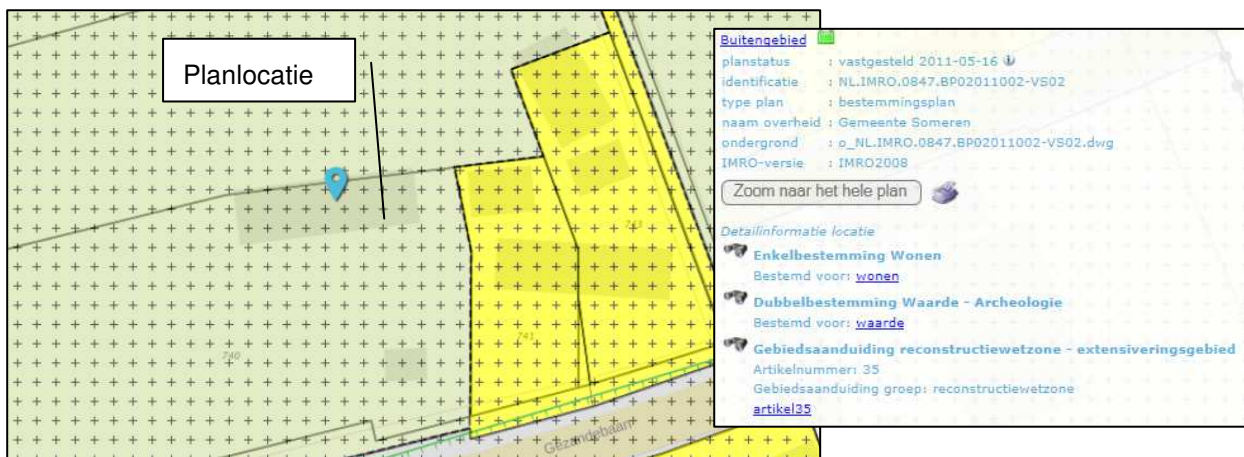 Planlocatie
740
741
743
Gezandebaan
Buitengebied
planstatus : vastgesteld 2011-05-16
identificatie : NL.IMRO.0847.BP02011002-VS02
type plan : bestemmingsplan
naam overheid : Gemeente Someren
ondergrond : o_NL.IMRO.0847.BP02011002-VS02.dwg
IMRO-versie : IMRO2008
Zoom naar het hele plan
Detailinformatie locatie
Enkelbestemming Wonen
Bestemd voor: wonen
Dubbelbestemming Waarde - Archeologie
Bestemd voor: waarde
Gebiedsaanduiding reconstructiewetzone - extensiveringsgebied
Artikelnummer: 35
Gebiedsaanduiding groep: reconstructiewetzone
artikel35